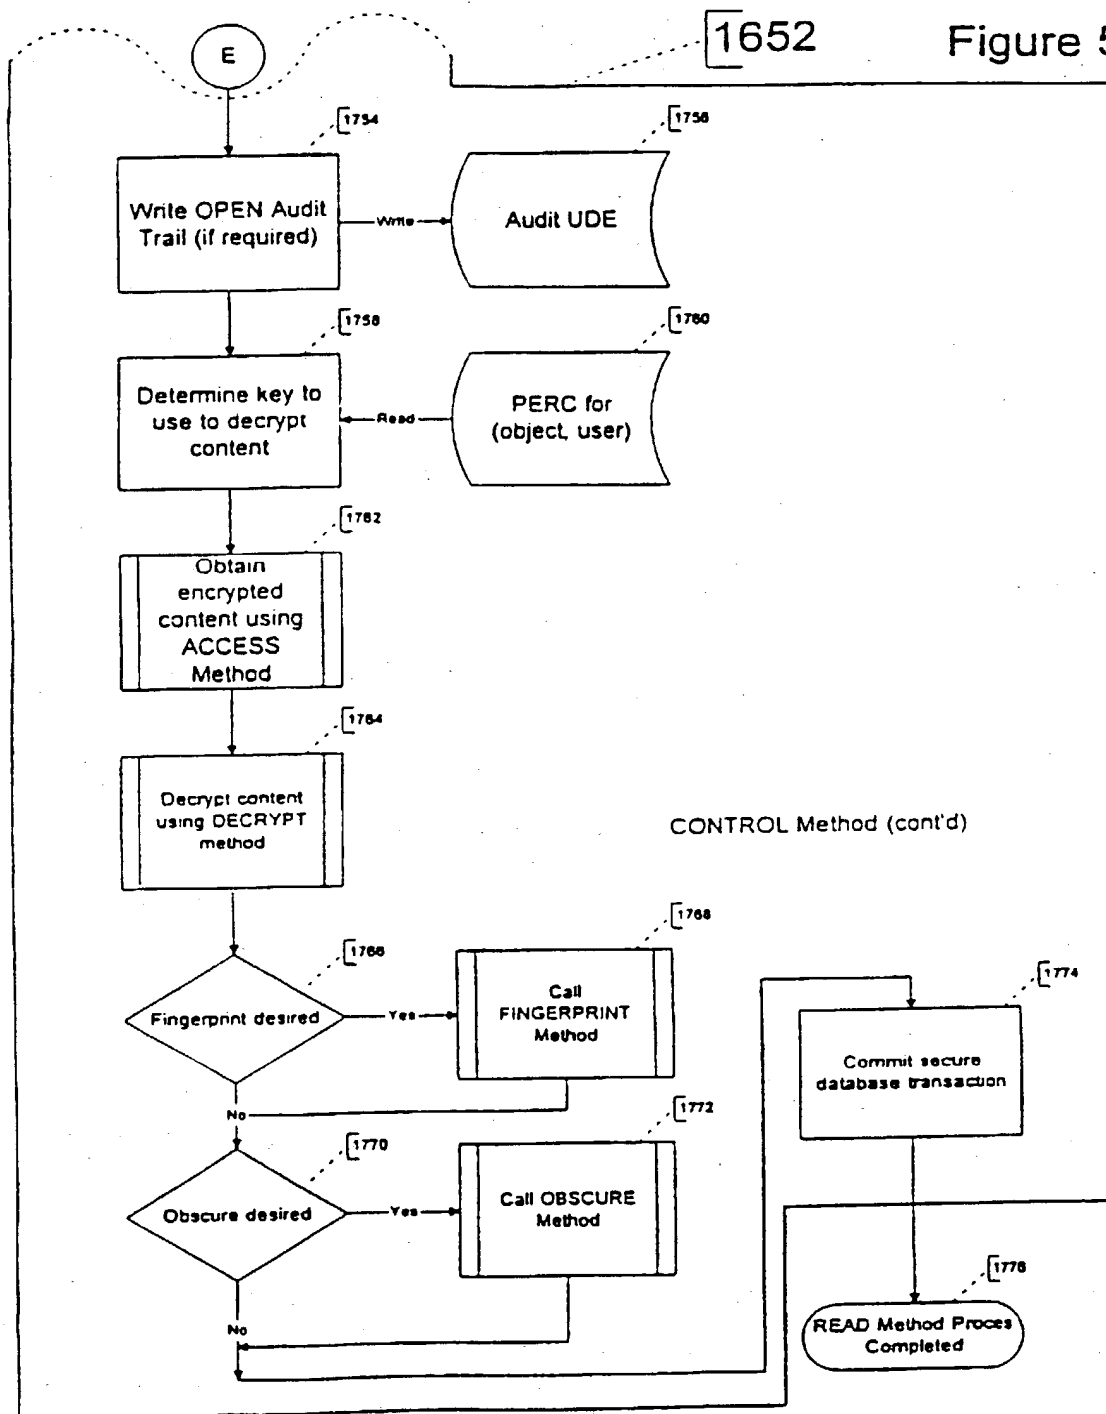 1652
Figure 5
E
1754
Write OPEN Audit
Trail (if required)
Write
1756
Audit UDE
1758
Determine key to
use to decrypt
content
Read
1760
PERC for
(object, user)
1762
Obtain
encrypted
content using
ACCESS
Method
1764
Decrypt content
using DECRYPT
method
CONTROL Method (cont'd)
1766
Fingerprint desired
Yes
1768
Call
FINGERPRINT
Method
No
1770
Obscure desired
Yes
1772
Call OBSCURE
Method
No
1774
Commit secure
database transaction
1776
READ Method Proces
Completed